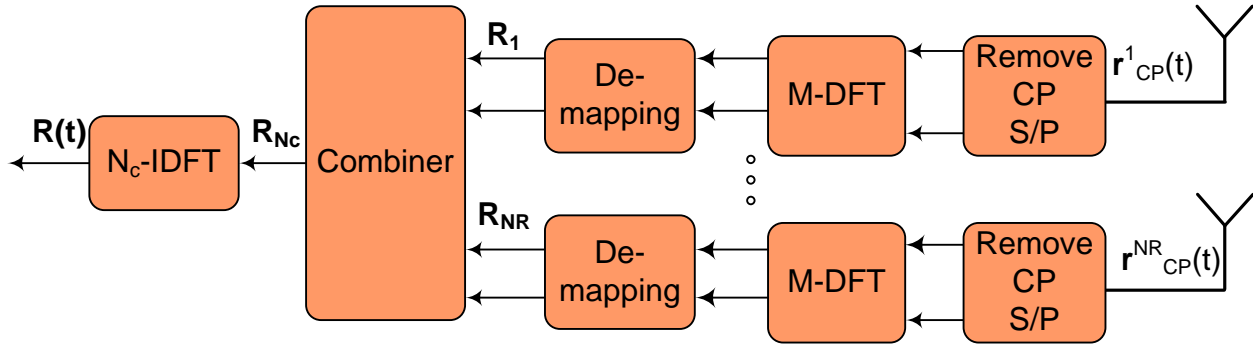 R₁
De-
mapping
M-DFT
Remove
CP
S/P
r¹CP(t)
R(t)
Nc-IDFT
RNc
Combiner
RNR
De-
mapping
M-DFT
Remove
CP
S/P
rNRCP(t)